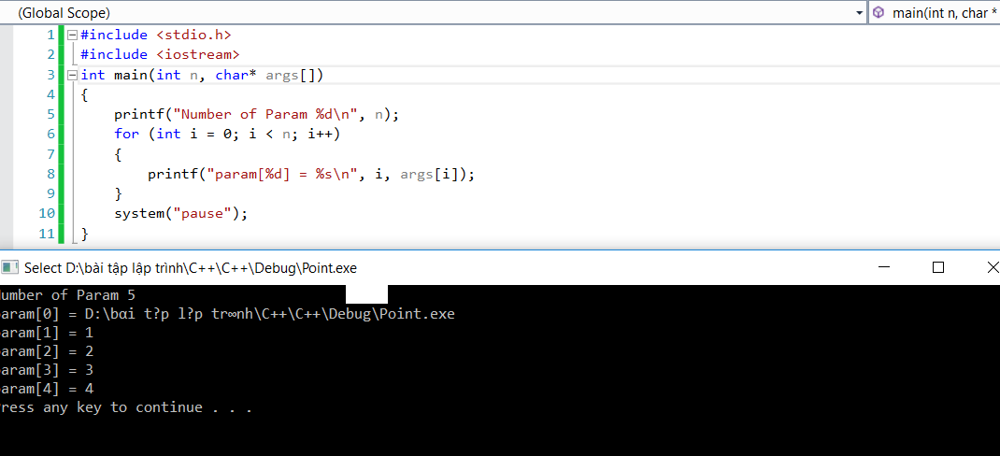 (Global Scope)
main(int n, char *
1 #include <stdio.h>
2 #include <iostream>
3 int main(int n, char* args[])
4 {
5 printf("Number of Param %d\n", n);
6 for (int i = 0; i < n; i++)
7 {
8 printf("param[%d] = %s\n", i, args[i]);
9 }
10 system("pause");
11 }
Select D:\bài tập lập trình\C++\C++\Debug\Point.exe
umber of Param 5
aram[0] = D:\bαi t?p l?p tr∞nh\C++\C++\Debug\Point.exe
aram[1] = 1
aram[2] = 2
aram[3] = 3
aram[4] = 4
ress any key to continue . . .